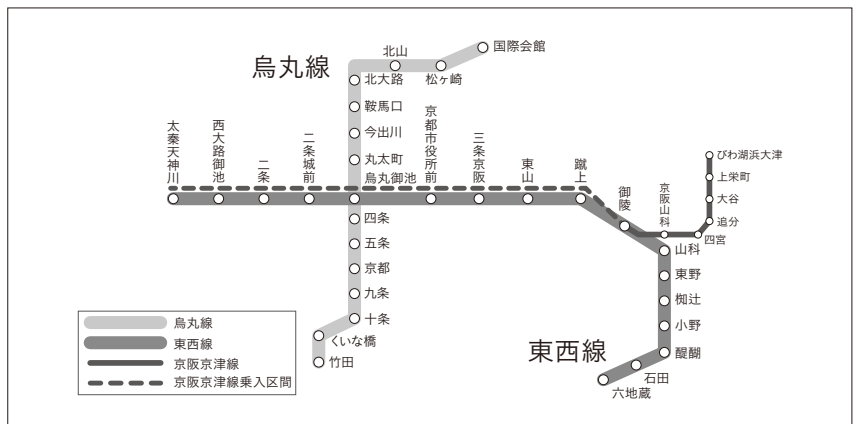 烏丸線
国際会館
北山
松ヶ崎
北大路
鞍馬口
今出川
丸太町
烏丸御池
太秦天神川
西大路御池
二条
二条城前
京都市役所前
三条京阪
東山
蹴上
御陵
京阪山科
びわ湖浜大津
上栄町
大谷
追分
四宮
山科
東野
椥辻
小野
醍醐
石田
六地蔵
東西線
四条
五条
京都
九条
十条
くいな橋
竹田
烏丸線
東西線
京阪京津線
京阪京津線乗入区間